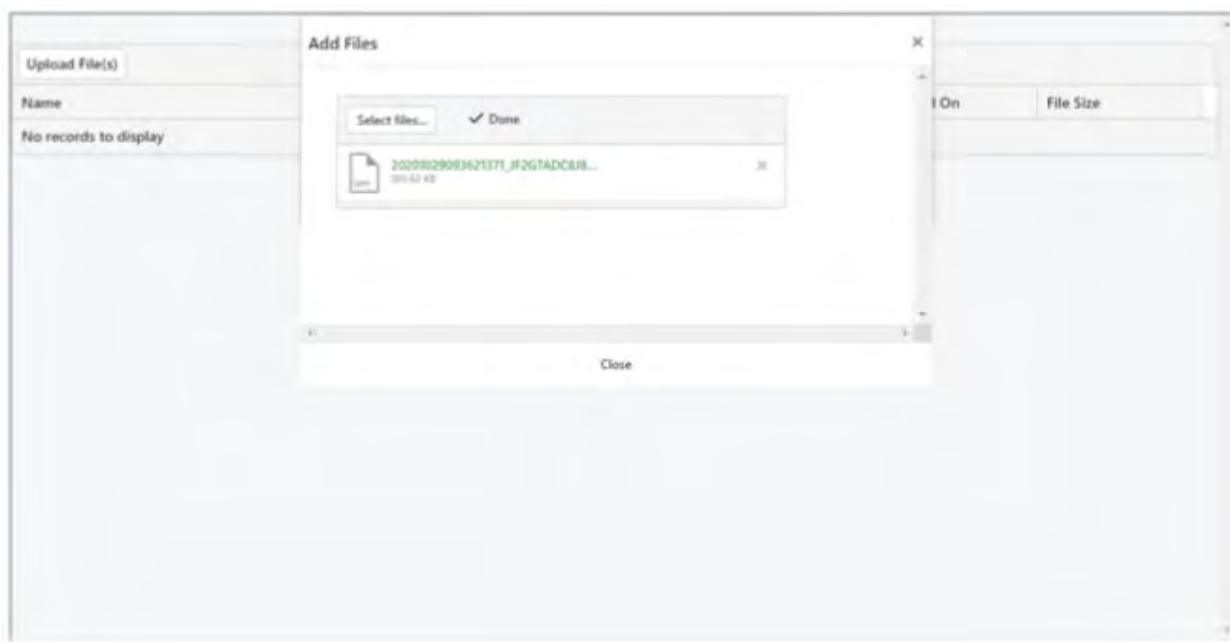 Add Files
Upload File(s)
Name
l On
File Size
No records to display
Select files...
Done
Close